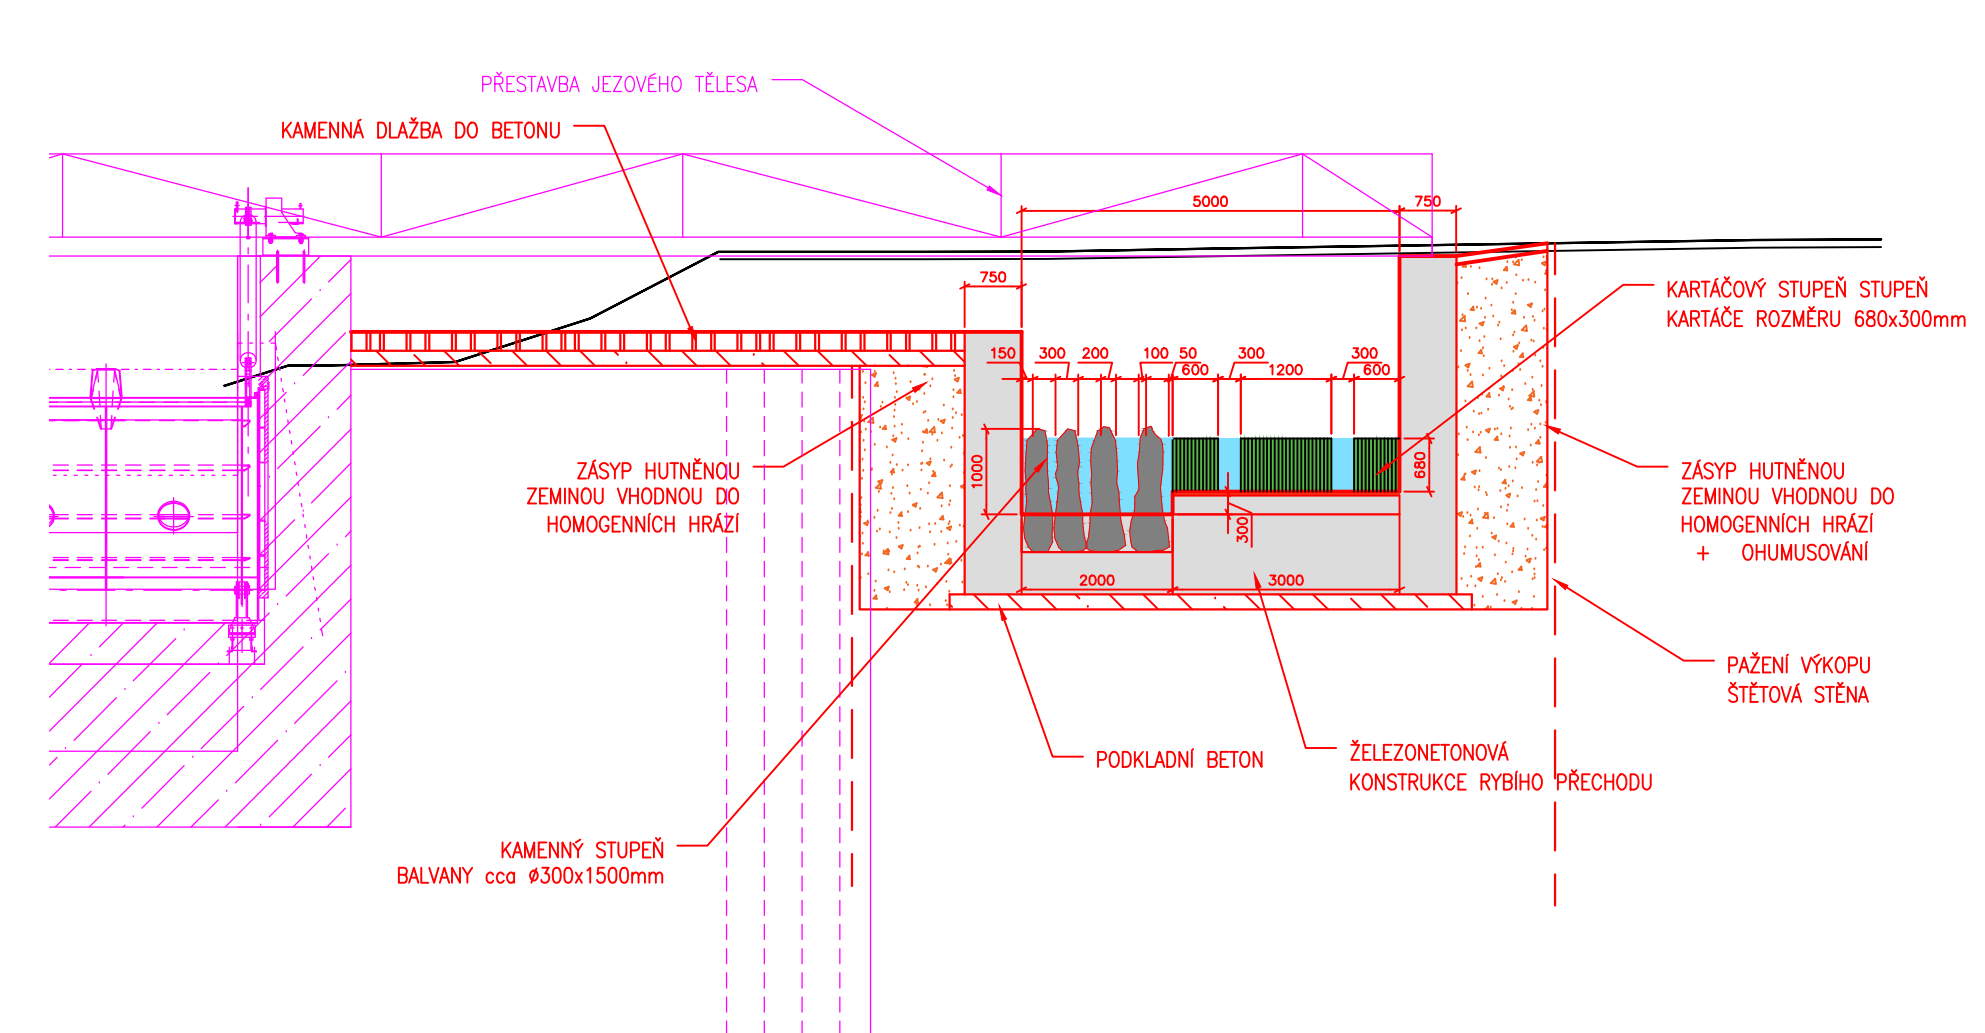 PŘESTAVBA JEZOVÉHO TĚLESA
KAMENNÁ DLAŽBA DO BETONU
5000
750
750
KARTÁČOVÝ STUPEŇ STUPEŇ
KARTÁČE ROZMĚRU 680x300mm
150
300
200
100
50
300
300
600
1200
600
1000
680
300
ZÁSYP HUTNĚNOU
ZEMINOU VHODNOU DO
HOMOGENNÍCH HRÁZÍ
ZÁSYP HUTNĚNOU
ZEMINOU VHODNOU DO
HOMOGENNÍCH HRÁZÍ
+ OHUMUSOVÁNÍ
2000
3000
PAŽENÍ VÝKOPU
ŠTĚTOVÁ STĚNA
PODKLADNÍ BETON
ŽELEZONETONOVÁ
KONSTRUKCE RYBÍHO PŘECHODU
KAMENNÝ STUPEŇ
BALVANY cca ø300x1500mm